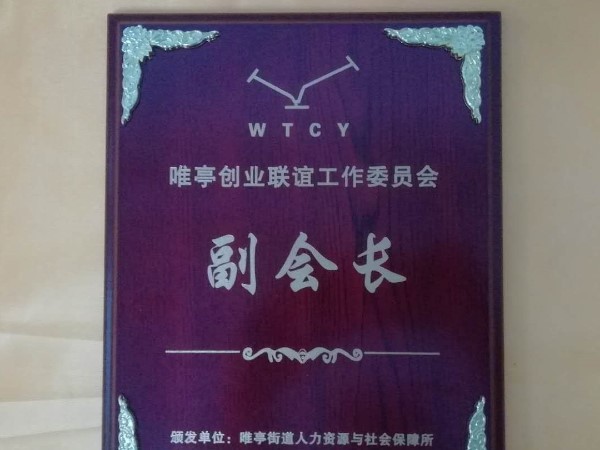 WTCY
唯亭创业联谊工作委员会
副会长
颁发单位：唯亭街道人力资源与社会保障所